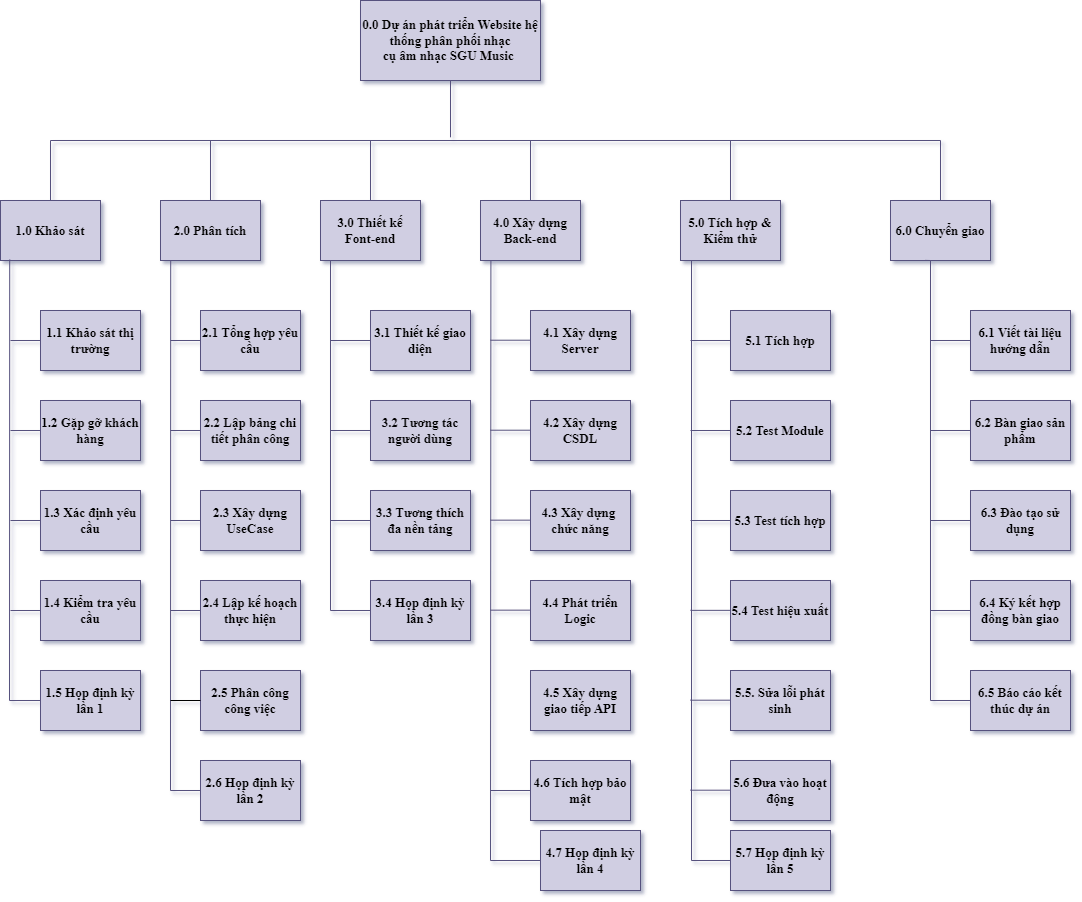 0.0 Dự án phát triển Website hệ
thống phân phối nhạc
cụ âm nhạc SGU Music
1.0 Khảo sát
1.1 Khảo sát thị
trường
1.2 Gặp gỡ khách
hàng
1.3 Xác định yêu
cầu
1.4 Kiểm tra yêu
cầu
1.5 Họp định kỳ
lần 1
2.0 Phân tích
2.1 Tổng hợp yêu
cầu
2.2 Lập bảng chi
tiết phân công
2.3 Xây dựng
UseCase
2.4 Lập kế hoạch
thực hiện
2.5 Phân công
công việc
2.6 Họp định kỳ
lần 2
3.0 Thiết kế
Font-end
3.1 Thiết kế giao
diện
3.2 Tương tác
người dùng
3.3 Tương thích
đa nền tảng
3.4 Họp định kỳ
lần 3
4.0 Xây dựng
Back-end
4.1 Xây dựng
Server
4.2 Xây dựng
CSDL
4.3 Xây dựng
chức năng
4.4 Phát triển
Logic
4.5 Xây dựng
giao tiếp API
4.6 Tích hợp bảo
mật
4.7 Họp định kỳ
lần 4
5.0 Tích hợp &
Kiểm thử
5.1 Tích hợp
5.2 Test Module
5.3 Test tích hợp
5.4 Test hiệu xuất
5.5. Sửa lỗi phát
sinh
5.6 Đưa vào hoạt
động
5.7 Họp định kỳ
lần 5
6.0 Chuyển giao
6.1 Viết tài liệu
hướng dẫn
6.2 Bàn giao sản
phẩm
6.3 Đào tạo sử
dụng
6.4 Ký kết hợp
đồng bàn giao
6.5 Báo cáo kết
thúc dự án